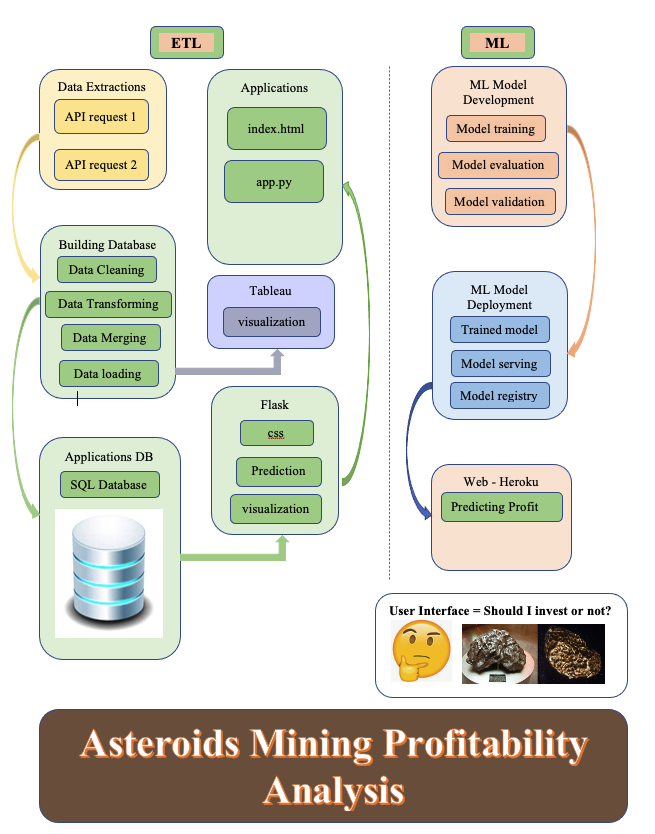 ETL
Data Extractions
API request 1
API request 2
Building Database
Data Cleaning
Data Transforming
Data Merging
Data loading
Applications DB
SQL Database
Applications
index.html
app.py
Tableau
visualization
Flask
css
Prediction
visualization
ML
ML Model
Development
Model training
Model evaluation
Model validation
ML Model
Deployment
Trained model
Model serving
Model registry
Web - Heroku
Predicting Profit
User Interface = Should I invest or not?
Asteroids Mining Profitability
Analysis